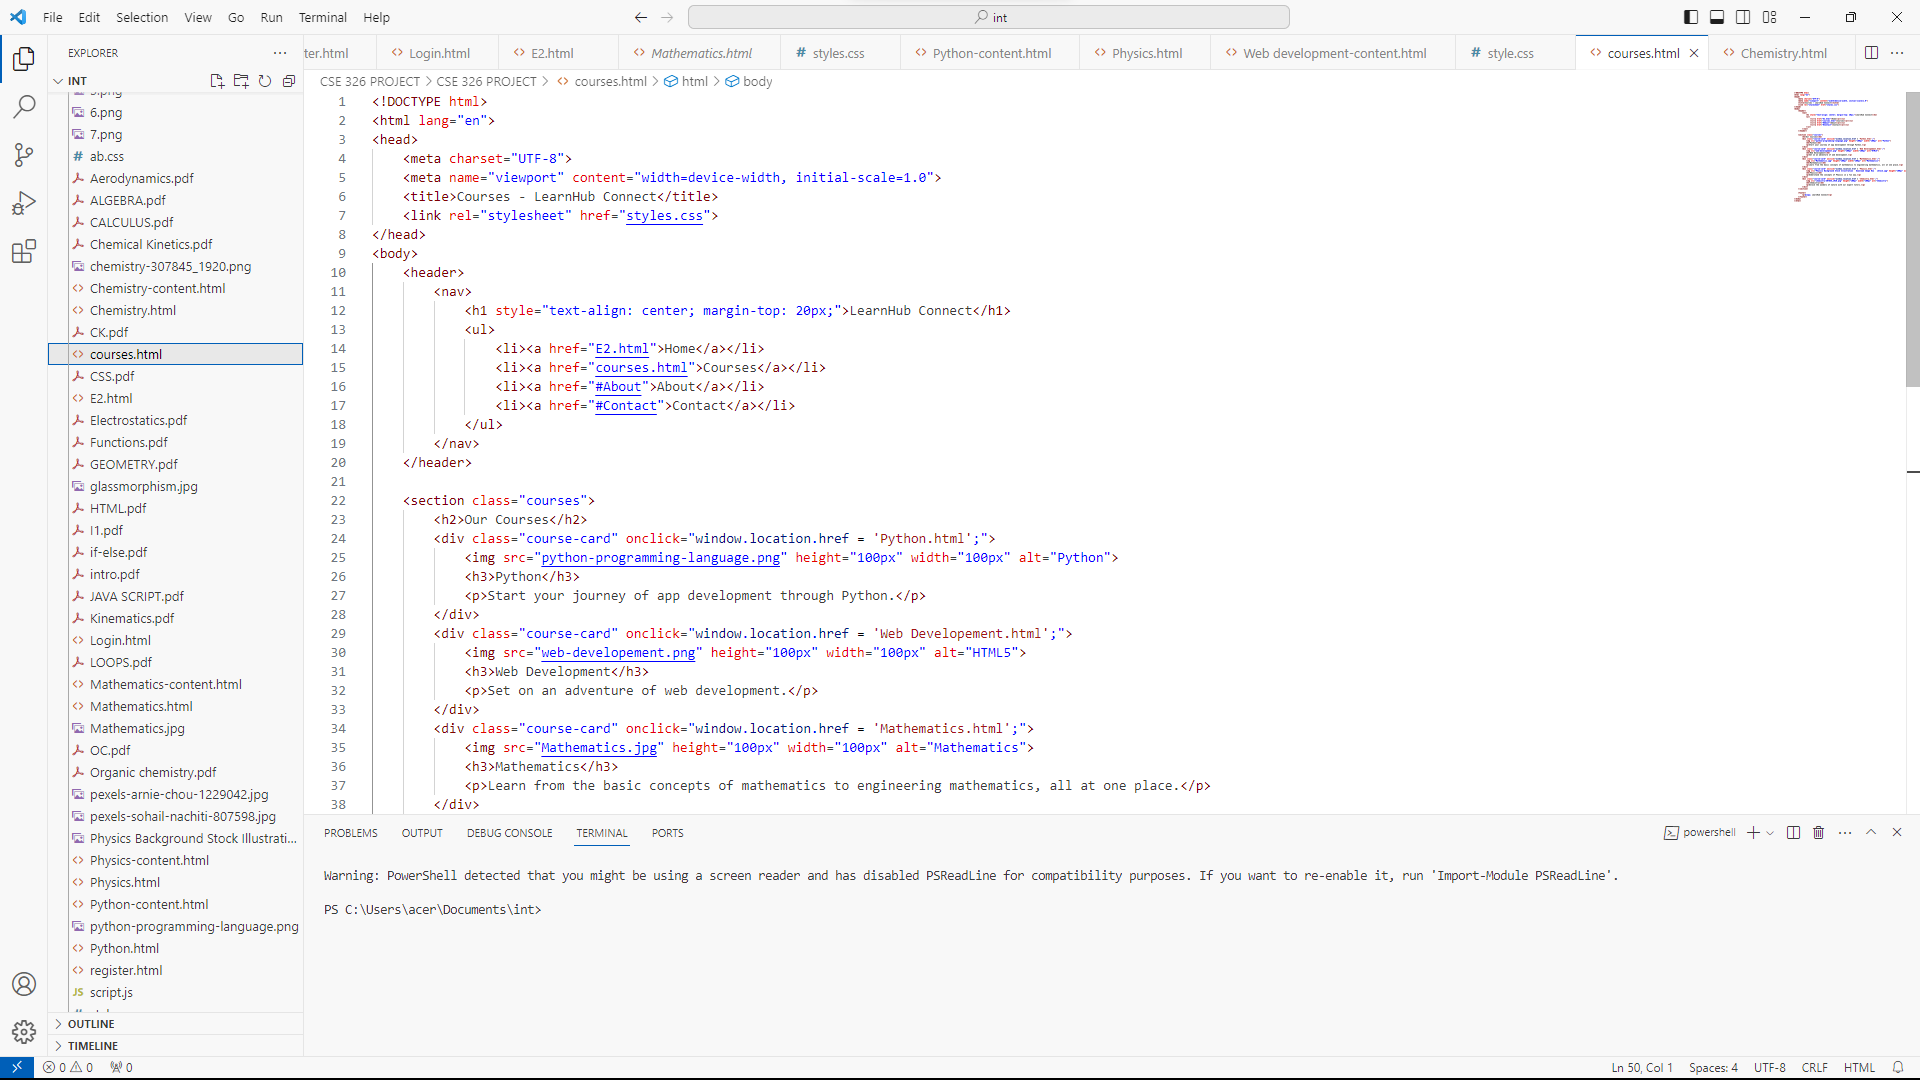 File Edit Selection View Go Run Terminal Help
int
EXPLORER
ter.html Login.html E2.html Mathematics.html styles.css Python-content.html Physics.html Web development-content.html style.css courses.html Chemistry.html
INT
CSE 326 PROJECT > CSE 326 PROJECT > courses.html > html > body
6.png
7.png
ab.css
Aerodynamics.pdf
ALGEBRA.pdf
CALCULUS.pdf
Chemical Kinetics.pdf
chemistry-307845_1920.png
Chemistry-content.html
Chemistry.html
CK.pdf
courses.html
CSS.pdf
E2.html
Electrostatics.pdf
Functions.pdf
GEOMETRY.pdf
glassmorphism.jpg
HTML.pdf
I1.pdf
if-else.pdf
intro.pdf
JAVA SCRIPT.pdf
Kinematics.pdf
Login.html
LOOPS.pdf
Mathematics-content.html
Mathematics.html
Mathematics.jpg
OC.pdf
Organic chemistry.pdf
pexels-arnie-chou-1229042.jpg
pexels-sohail-nachiti-807598.jpg
Physics Background Stock Illustrati...
Physics-content.html
Physics.html
Python-content.html
python-programming-language.png
Python.html
register.html
JS script.js
OUTLINE
TIMELINE
1 <!DOCTYPE html>
2 <html lang="en">
3 <head>
4 <meta charset="UTF-8">
5 <meta name="viewport" content="width=device-width, initial-scale=1.0">
6 <title>Courses - LearnHub Connect</title>
7 <link rel="stylesheet" href="styles.css">
8 </head>
9 <body>
10 <header>
11 <nav>
12 <h1 style="text-align: center; margin-top: 20px;">LearnHub Connect</h1>
13 <ul>
14 <li><a href="E2.html">Home</a></li>
15 <li><a href="courses.html">Courses</a></li>
16 <li><a href="#About">About</a></li>
17 <li><a href="#Contact">Contact</a></li>
18 </ul>
19 </nav>
20 </header>
21
22 <section class="courses">
23 <h2>Our Courses</h2>
24 <div class="course-card" onclick="window.location.href = 'Python.html';">
25 <img src="python-programming-language.png" height="100px" width="100px" alt="Python">
26 <h3>Python</h3>
27 <p>Start your journey of app development through Python.</p>
28 </div>
29 <div class="course-card" onclick="window.location.href = 'Web Developement.html';">
30 <img src="web-developement.png" height="100px" width="100px" alt="HTML5">
31 <h3>Web Development</h3>
32 <p>Set on an adventure of web development.</p>
33 </div>
34 <div class="course-card" onclick="window.location.href = 'Mathematics.html';">
35 <img src="Mathematics.jpg" height="100px" width="100px" alt="Mathematics">
36 <h3>Mathematics</h3>
37 <p>Learn from the basic concepts of mathematics to engineering mathematics, all at one place.</p>
38 </div>
PROBLEMS OUTPUT DEBUG CONSOLE TERMINAL PORTS
powershell
Warning: PowerShell detected that you might be using a screen reader and has disabled PSReadLine for compatibility purposes. If you want to re-enable it, run 'Import-Module PSReadLine'.
PS C:\Users\acer\Documents\int>
0 0 0
Ln 50, Col 1 Spaces: 4 UTF-8 CRLF HTML